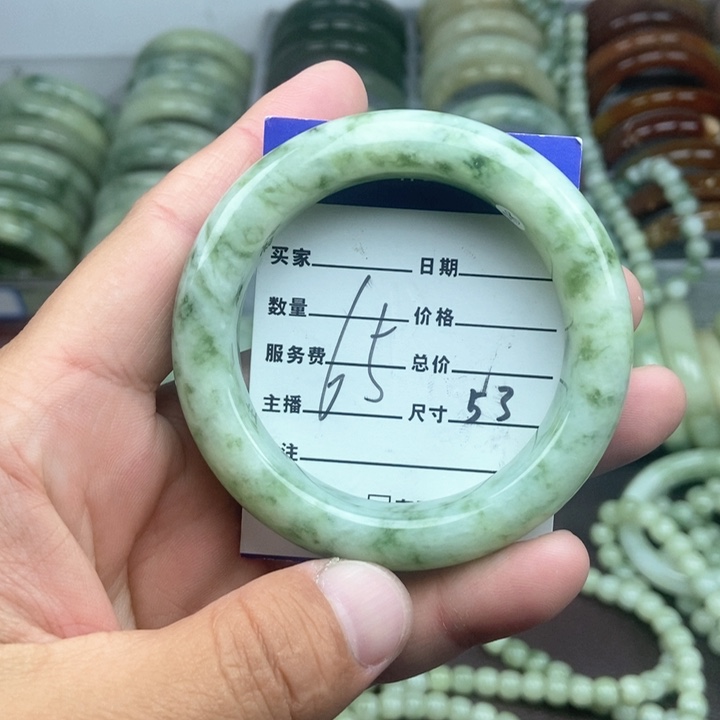 买家 日期
数量 价格
服务费 总价
主播 尺寸 53
注